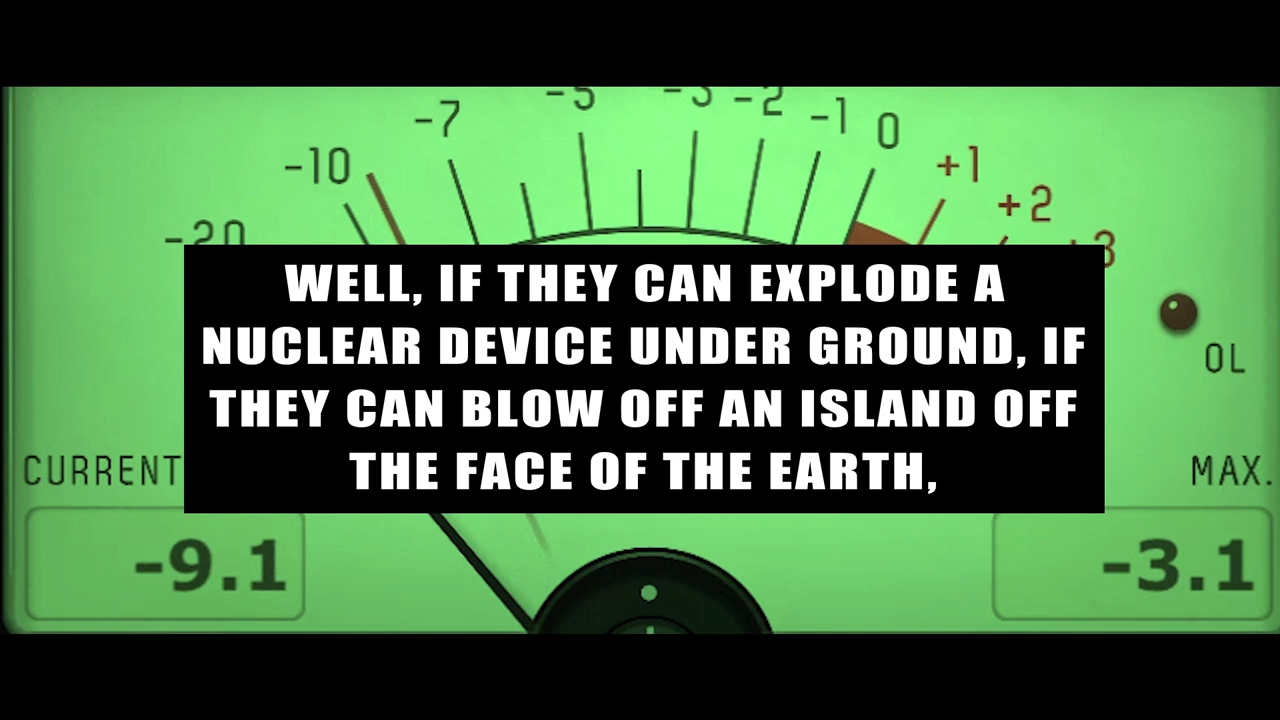 -20 -10 -7 -5 -3 -2 -1 0 +1 +2 +3
WELL, IF THEY CAN EXPLODE A
NUCLEAR DEVICE UNDER GROUND, IF
THEY CAN BLOW OFF AN ISLAND OFF
THE FACE OF THE EARTH,
OL
CURRENT
MAX.
-9.1
-3.1